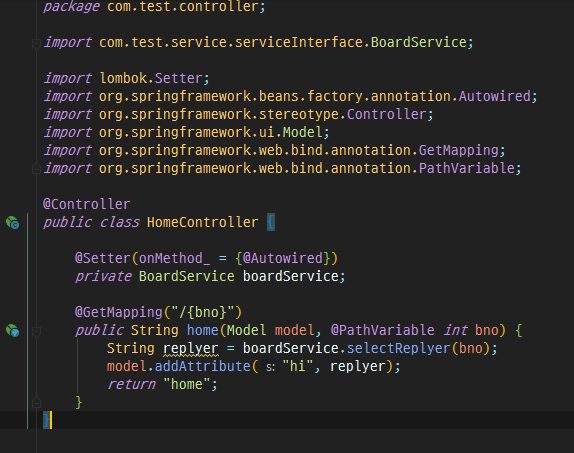 package com.test.controller;
import com.test.service.serviceInterface.BoardService;
import lombok.Setter;
import org.springframework.beans.factory.annotation.Autowired;
import org.springframework.stereotype.Controller;
import org.springframework.ui.Model;
import org.springframework.web.bind.annotation.GetMapping;
import org.springframework.web.bind.annotation.PathVariable;
@Controller
public class HomeController {
@Setter(onMethod_ = {@Autowired})
private BoardService boardService;
@GetMapping("/{bno}")
public String home(Model model, @PathVariable int bno) {
String replyer = boardService.selectReplyer(bno);
model.addAttribute( s: "hi", replyer);
return "home";
}
}